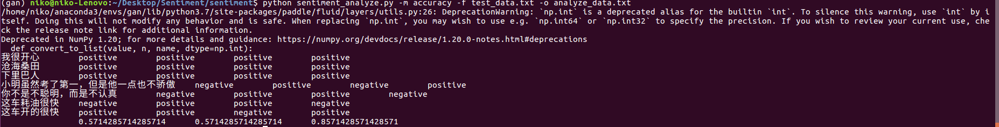 (gan) niko@niko-Lenovo:~/Desktop/Sentiment/sentiment$ python sentiment_analyze.py -m accuracy -f test_data.txt -o analyze_data.txt
/home/niko/anaconda3/envs/gan/lib/python3.7/site-packages/paddle/fluid/layers/utils.py:26: DeprecationWarning: `np.int` is a deprecated alias for the builtin `int`. To silence this warning, use `int` by i
tself. Doing this will not modify any behavior and is safe. When replacing `np.int`, you may wish to use e.g. `np.int64` or `np.int32` to specify the precision. If you wish to review your current use, che
ck the release note link for additional information.
Deprecated in NumPy 1.20; for more details and guidance: https://numpy.org/devdocs/release/1.20.0-notes.html#deprecations
  def convert_to_list(value, n, name, dtype=np.int):
我很开心 positive positive positive positive
沧海桑田 positive positive positive positive
下里巴人 positive positive positive positive
小明虽然考了第一，但是他一点也不骄傲 negative positive negative positive
你不是不聪明，而是不认真 negative positive positive negative
这车耗油很快 negative positive positive negative
这车开的很快 positive positive negative positive
0.5714285714285714 0.5714285714285714 0.8571428571428571